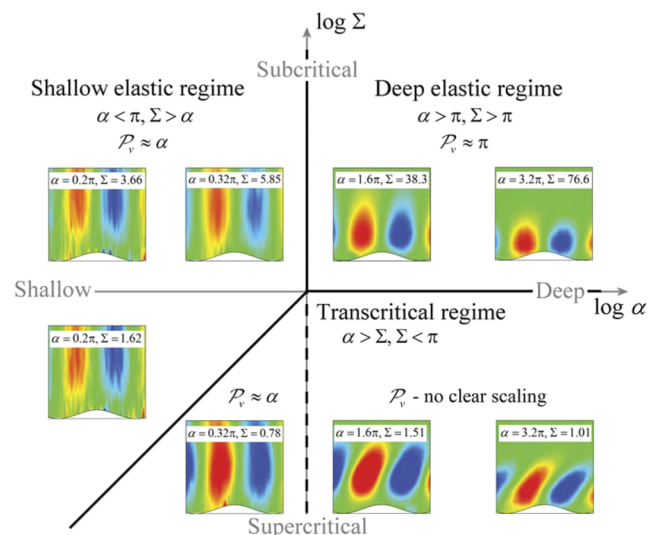 log Σ
Subcritical
Shallow elastic regime
α < π, Σ > α
𝒫ᵥ ≈ α
Deep elastic regime
α > π, Σ > π
𝒫ᵥ ≈ π
α = 0.2π, Σ = 3.66
α = 0.32π, Σ = 5.85
α = 1.6π, Σ = 38.3
α = 3.2π, Σ = 76.6
Shallow
Deep
log α
Transcritical regime
α > Σ, Σ < π
α = 0.2π, Σ = 1.62
𝒫ᵥ ≈ α
𝒫ᵥ - no clear scaling
α = 0.32π, Σ = 0.78
α = 1.6π, Σ = 1.51
α = 3.2π, Σ = 1.01
Supercritical